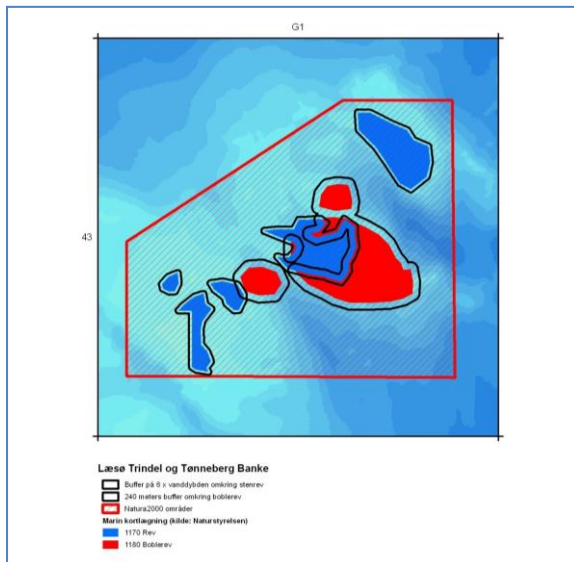 G1
43
Læsø Trindel og Tønneberg Banke
Buffer på 6 x vanddybden omkring stenrev
240 meters buffer omkring boblerev
Natura2000 områder
Marin kortlægning (kilde: Naturstyrelsen)
1170 Rev
1180 Boblerev